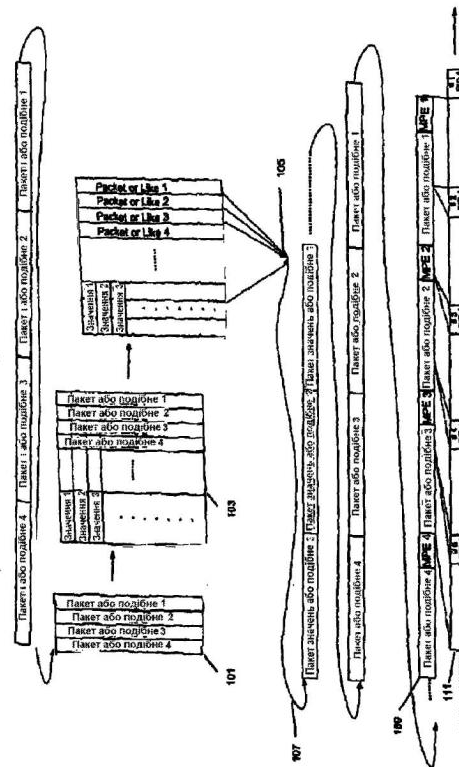 Пакет і або подібне 4 Пакет і або подібне 3 Пакет і або подібне 2 Пакет і або подібне 1
Пакет або подібне 1
Пакет або подібне 2
Пакет або подібне 3
Пакет або подібне 4
101
Значення 1
Значення 2
Значення 3
Пакет або подібне 1
Пакет або подібне 2
Пакет або подібне 3
Пакет або подібне 4
103
Значення 1
Значення 2
Значення 3
Packet or Like 1
Packet or Like 2
Packet or Like 3
Packet or Like 4
105
107
Пакет значень або подібне 3 Пакет значень або подібне 2 Пакет значень або подібне 1
Пакет або подібне 4 Пакет або подібне 3 Пакет або подібне 2 Пакет або подібне 1
109
Пакет або подібне 4 MPE 4 Пакет або подібне 3 MPE 3 Пакет або подібне 2 MPE 2 Пакет або подібне 1 MPE 1
111